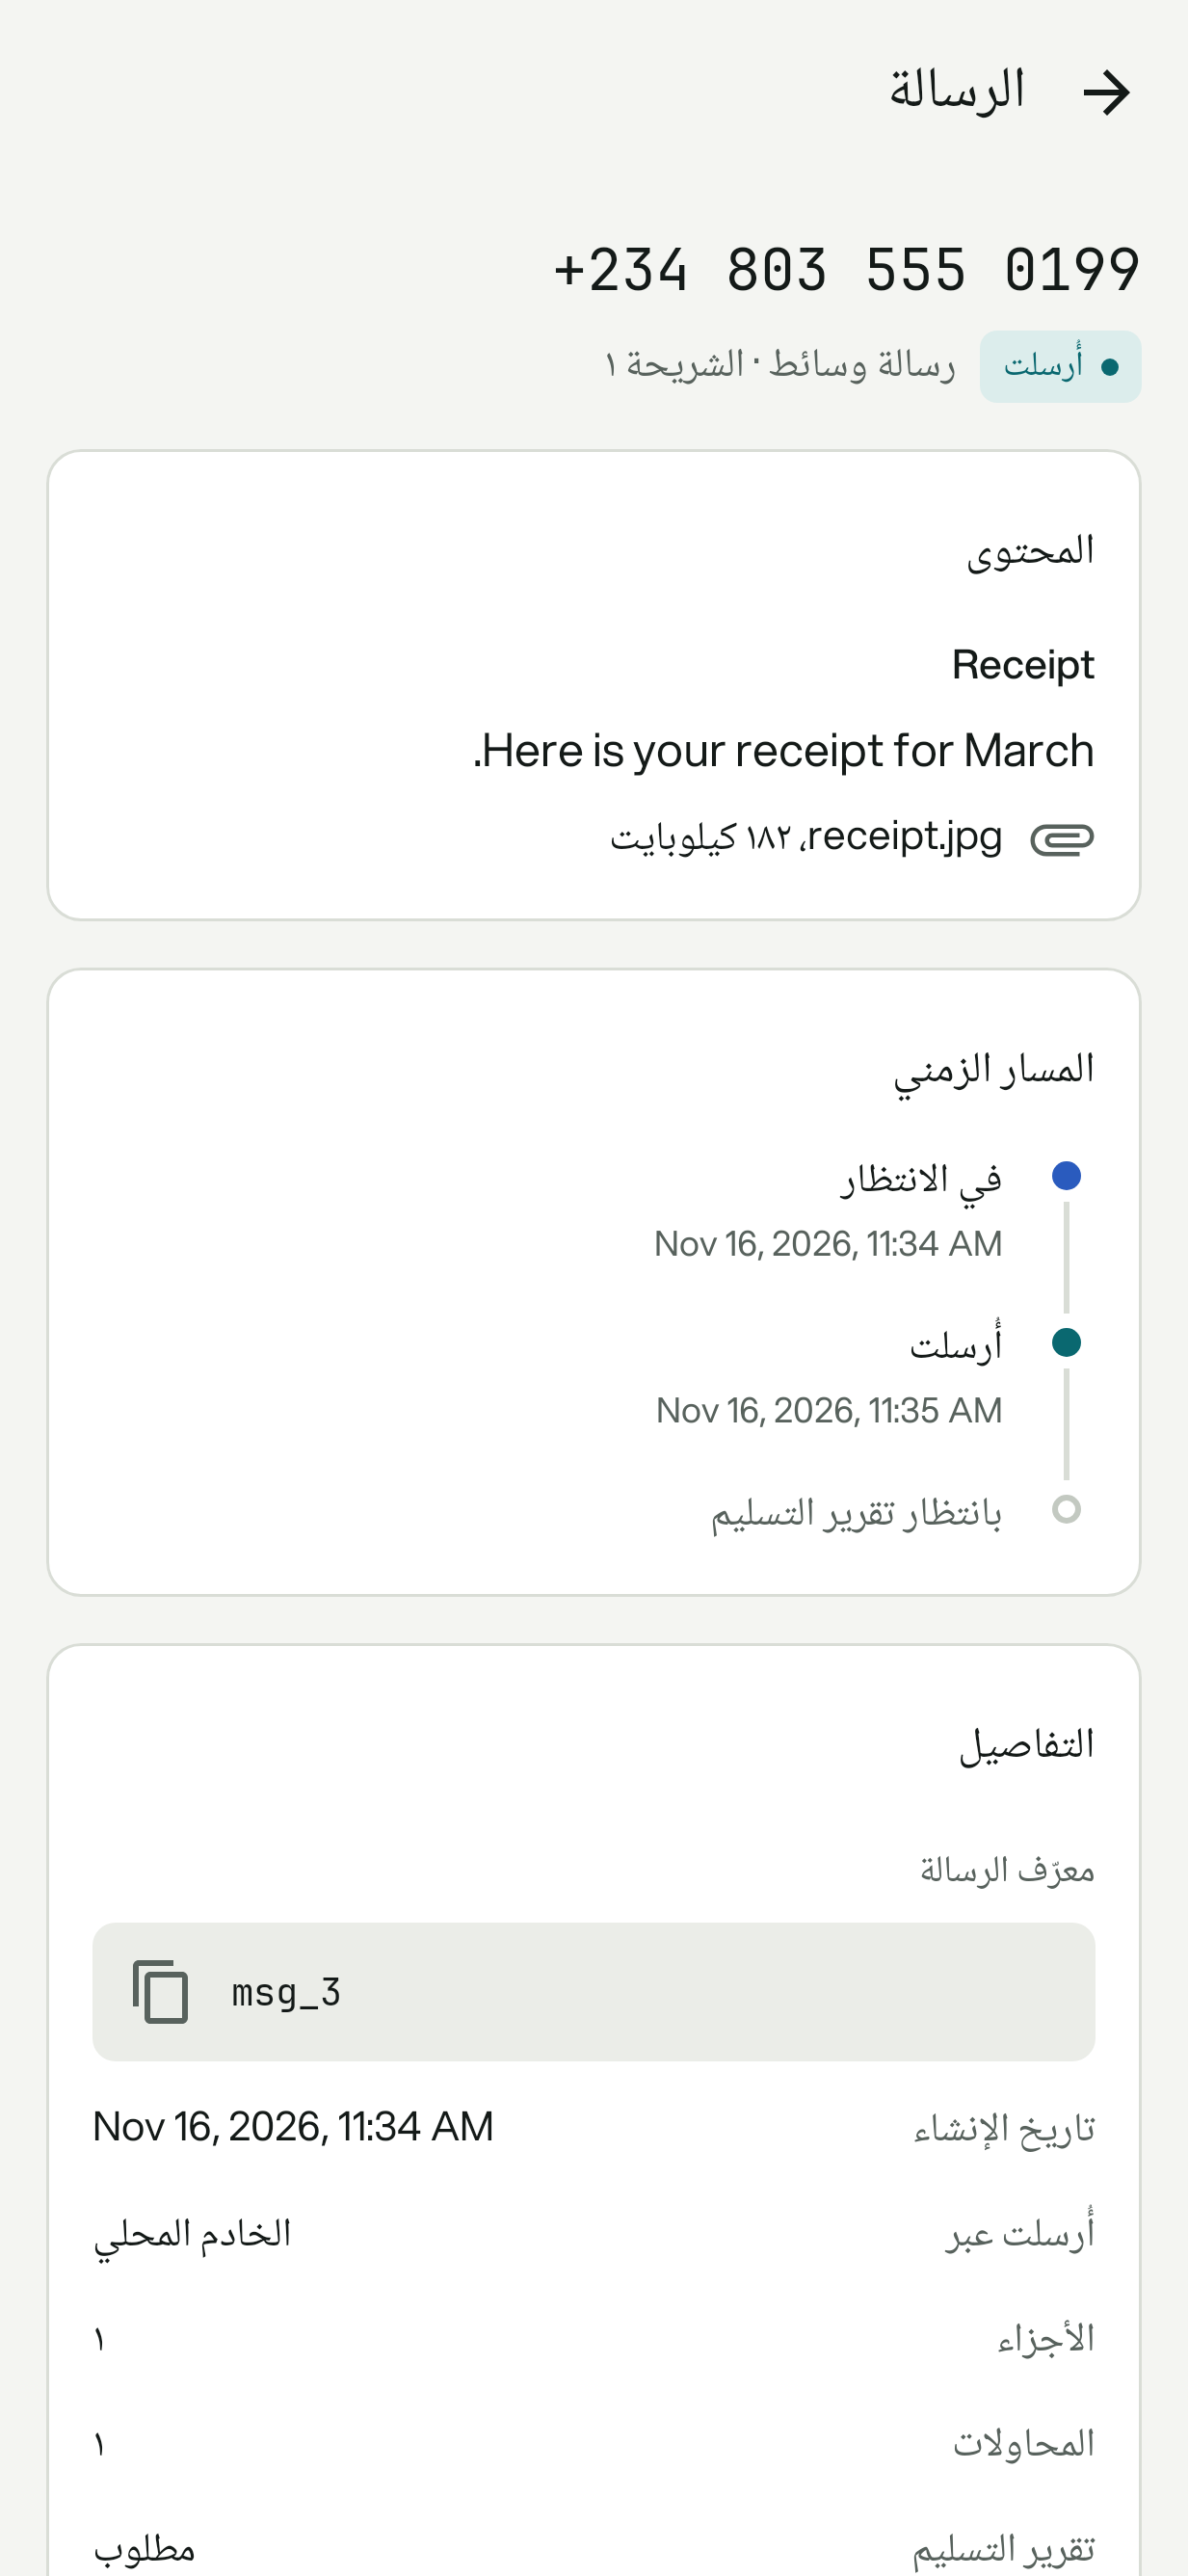 الرسالة
+234 803 555 0199
أُرسلت رسالة وسائط · الشريحة ١
المحتوى
Receipt
Here is your receipt for March.
receipt.jpg، ١٨٢ كيلوبايت
المسار الزمني
في الانتظار
Nov 16, 2026, 11:34 AM
أُرسلت
Nov 16, 2026, 11:35 AM
بانتظار تقرير التسليم
التفاصيل
معرّف الرسالة
msg_3
تاريخ الإنشاء Nov 16, 2026, 11:34 AM
أُرسلت عبر الخادم المحلي
الأجزاء ١
المحاولات ١
تقرير التسليم مطلوب